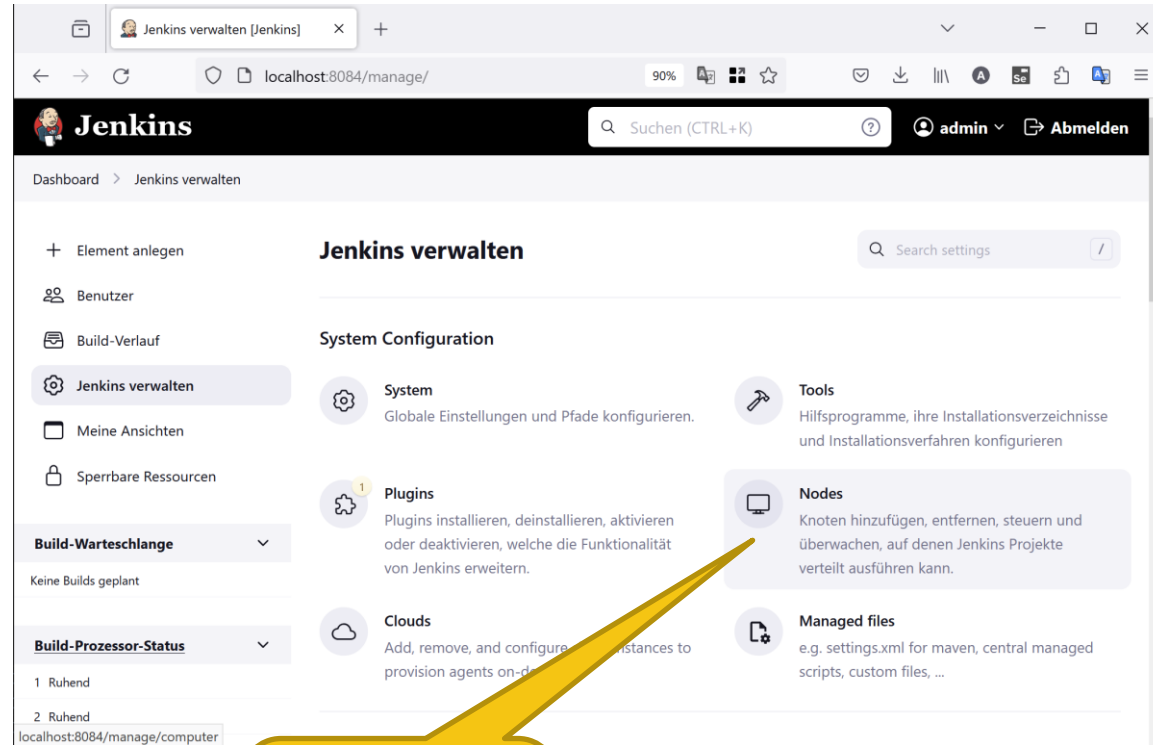 Jenkins verwalten [Jenkins]
localhost:8084/manage/
90%
Jenkins
Suchen (CTRL+K)
admin
Abmelden
Dashboard > Jenkins verwalten
Element anlegen
Benutzer
Build-Verlauf
Jenkins verwalten
Meine Ansichten
Sperrbare Ressourcen
Build-Warteschlange
Keine Builds geplant
Build-Prozessor-Status
1 Ruhend
2 Ruhend
localhost:8084/manage/computer
Jenkins verwalten
Search settings
/
System Configuration
System
Globale Einstellungen und Pfade konfigurieren.
Tools
Hilfsprogramme, ihre Installationsverzeichnisse
und Installationsverfahren konfigurieren
1
Plugins
Plugins installieren, deinstallieren, aktivieren
oder deaktivieren, welche die Funktionalität
von Jenkins erweitern.
Nodes
Knoten hinzufügen, entfernen, steuern und
überwachen, auf denen Jenkins Projekte
verteilt ausführen kann.
Clouds
Add, remove, and configure to
provision agents
Managed files
e.g. settings.xml for maven, central managed
scripts, custom files, ...